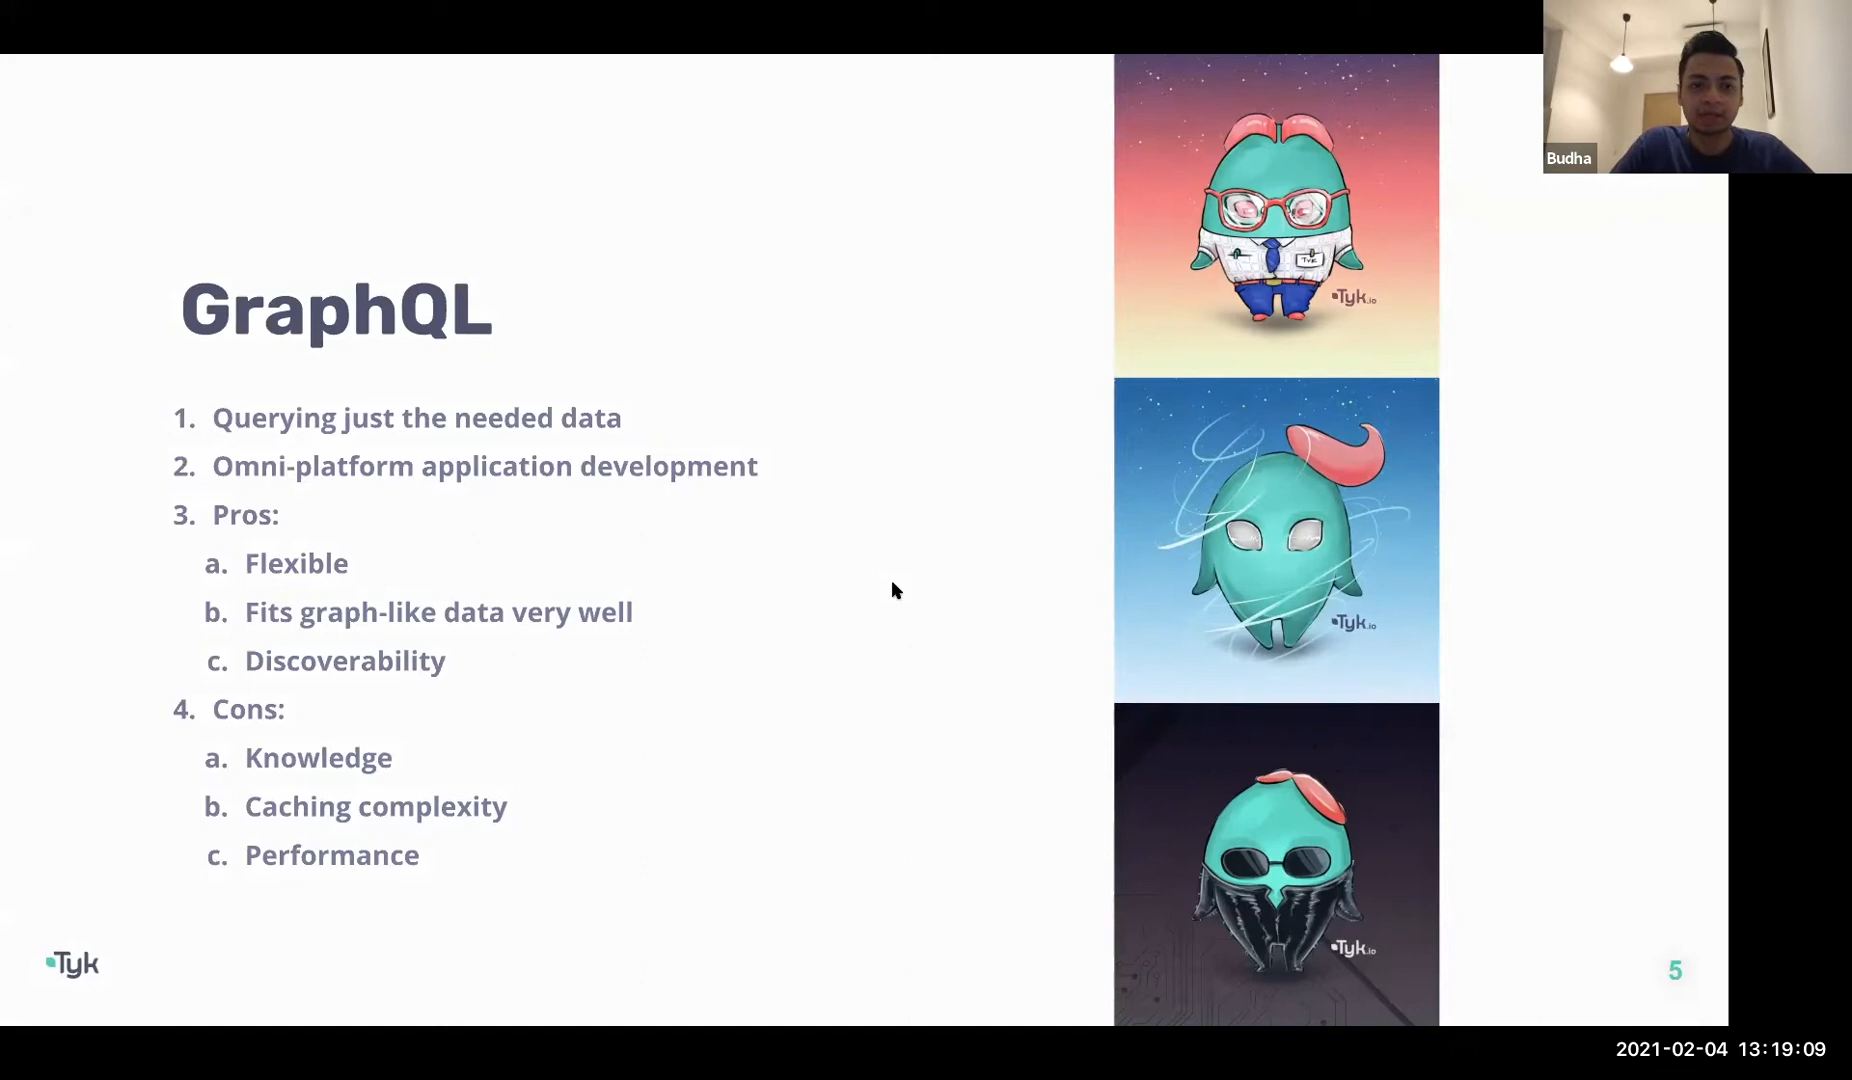 Budha
GraphQL
1. Querying just the needed data
2. Omni-platform application development
3. Pros:
a. Flexible
b. Fits graph-like data very well
c. Discoverability
4. Cons:
a. Knowledge
b. Caching complexity
c. Performance
TYK
Tyk.io
Tyk.io
Tyk.io
Tyk
5
2021-02-04 13:19:09